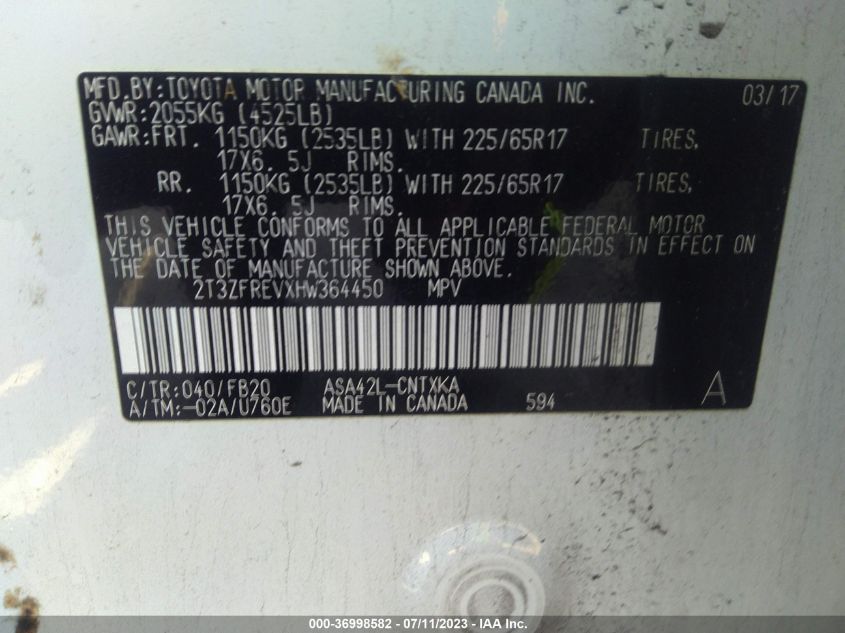 MFD.BY:TOYOTA MOTOR MANUFACTURING CANADA INC. 03/17
GVWR:2055KG (4525LB)
GAWR:FRT. 1150KG (2535LB) WITH 225/65R17 TIRES,
17X6. 5J RIMS.
RR. 1150KG (2535LB) WITH 225/65R17 TIRES,
17X6. 5J RIMS.
THIS VEHICLE CONFORMS TO ALL APPLICABLE FEDERAL MOTOR
VEHICLE SAFETY AND THEFT PREVENTION STANDARDS IN EFFECT ON
THE DATE OF MANUFACTURE SHOWN ABOVE.
2T3ZFREVXHW364450 MPV
C/TR:040/FB20 ASA42L-CNTXKA
A/TM:-02A/U760E MADE IN CANADA 594 A
000-36998582 - 07/11/2023 - IAA Inc.